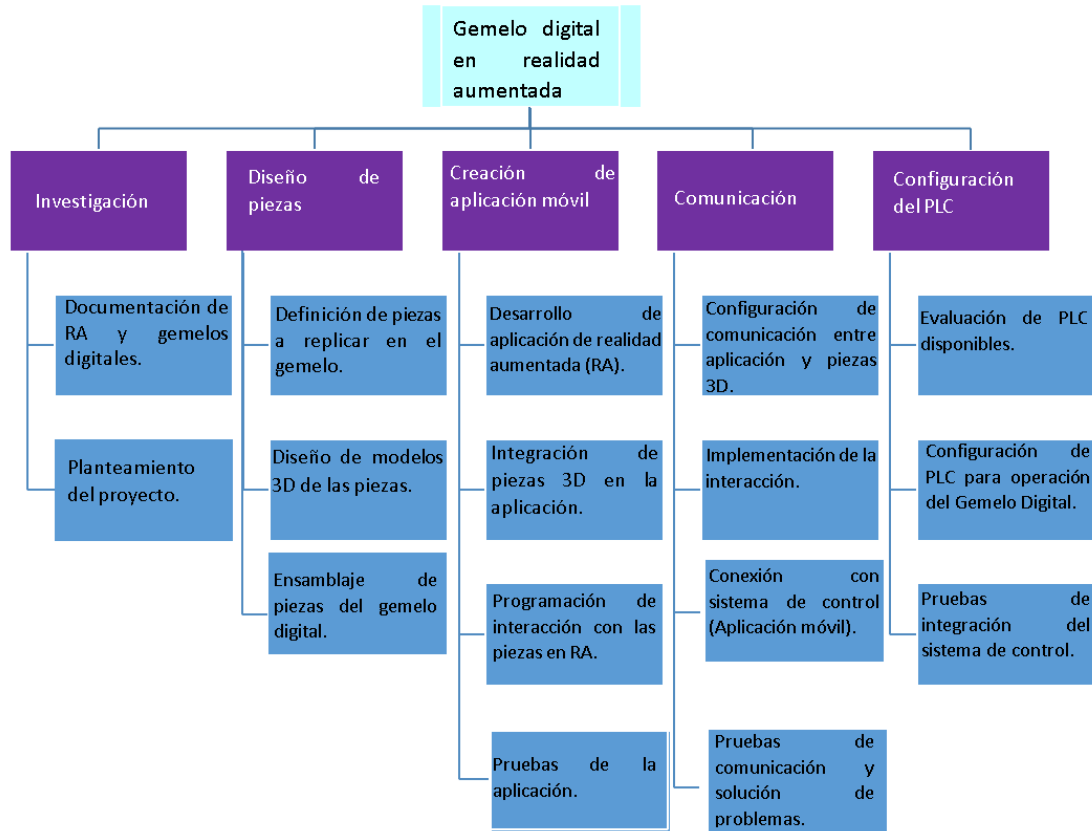 Gemelo digital
en realidad
aumentada
Investigación
Documentación de
RA y gemelos
digitales.
Planteamiento
del proyecto.
Diseño de
piezas
Definición de piezas
a replicar en el
gemelo.
Diseño de modelos
3D de las piezas.
Ensamblaje de
piezas del gemelo
digital.
Creación de
aplicación móvil
Desarrollo de
aplicación de realidad
aumentada (RA).
Integración de
piezas 3D en la
aplicación.
Programación de
interacción con las
piezas en RA.
Pruebas de la
aplicación.
Comunicación
Configuración de
comunicación entre
aplicación y piezas
3D.
Implementación de la
interacción.
Conexión con
sistema de control
(Aplicación móvil).
Pruebas de
comunicación y
solución de
problemas.
Configuración
del PLC
Evaluación de PLC
disponibles.
Configuración de
PLC para operación
del Gemelo Digital.
Pruebas de
integración del
sistema de control.